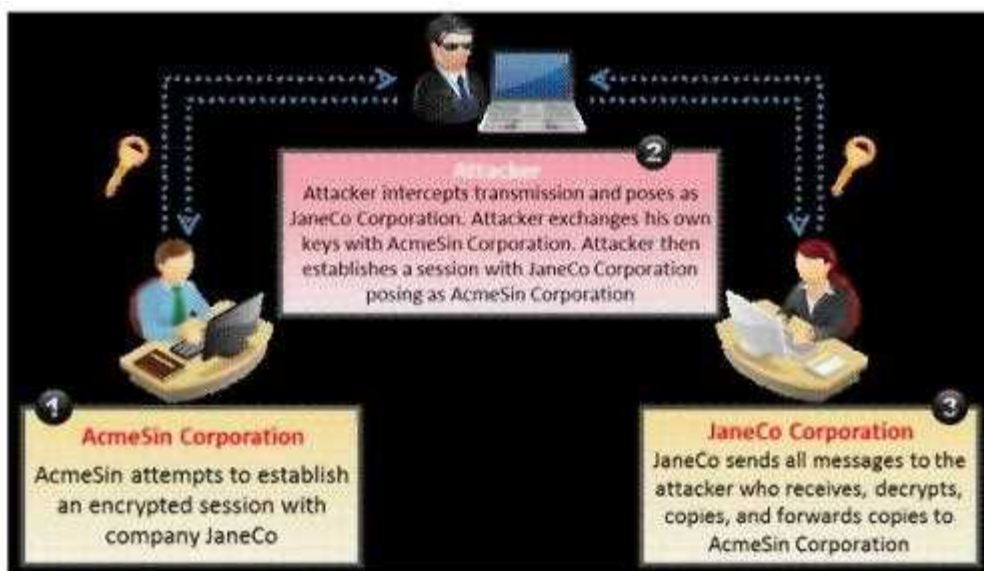 2
Attacker
Attacker intercepts transmission and poses as
JaneCo Corporation. Attacker exchanges his own
keys with AcmeSin Corporation. Attacker then
establishes a session with JaneCo Corporation
posing as AcmeSin Corporation
1
AcmeSin Corporation
AcmeSin attempts to establish
an encrypted session with
company JaneCo
3
JaneCo Corporation
JaneCo sends all messages to the
attacker who receives, decrypts,
copies, and forwards copies to
AcmeSin Corporation